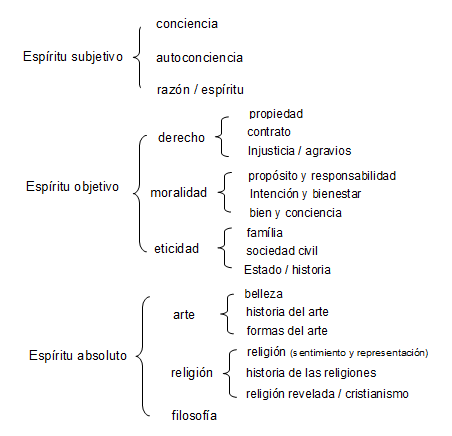 Espíritu subjetivo
conciencia
autoconciencia
razón / espíritu
Espíritu objetivo
derecho
propiedad
contrato
Injusticia / agravios
moralidad
propósito y responsabilidad
Intención y bienestar
bien y conciencia
eticidad
família
sociedad civil
Estado / historia
Espíritu absoluto
arte
belleza
historia del arte
formas del arte
religión
religión (sentimiento y representación)
historia de las religiones
religión revelada / cristianismo
filosofía